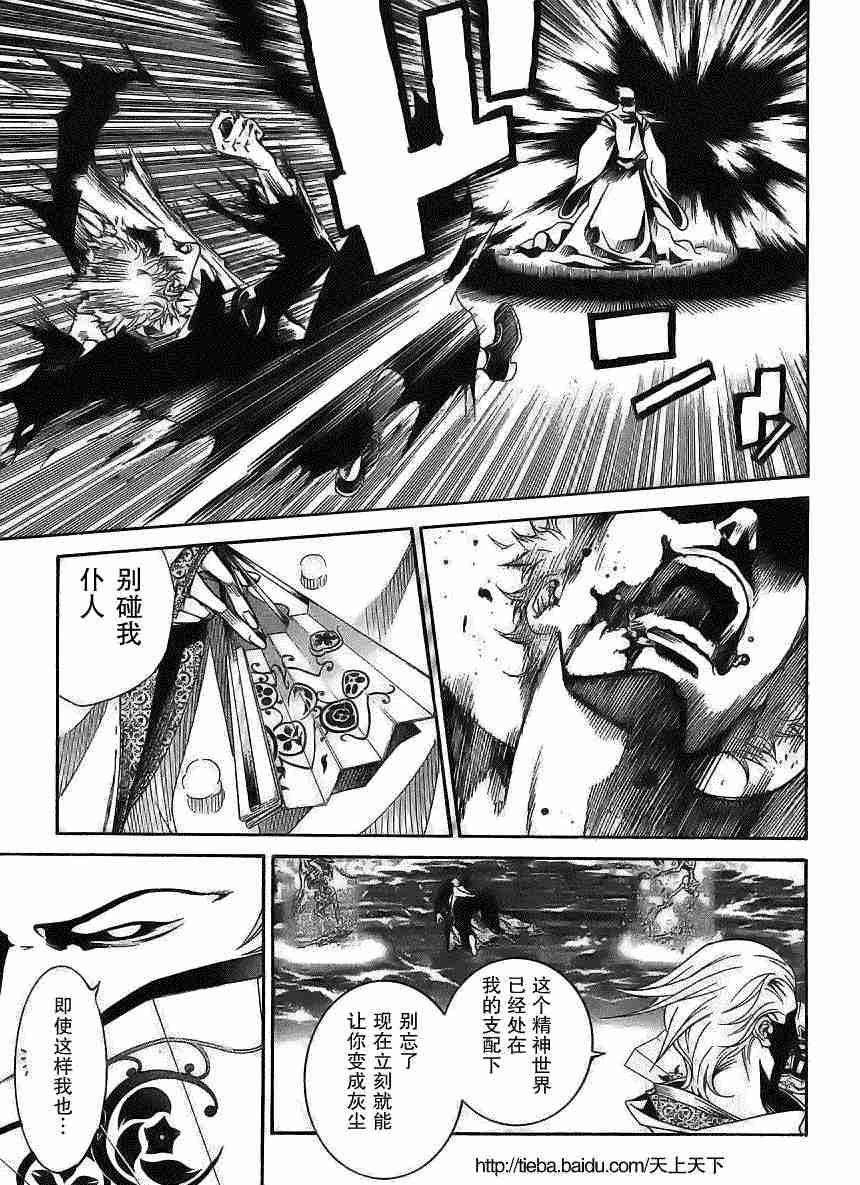 别碰我
仆人
这个精神世界
已经处在
我的支配下
别忘了
现在立刻就能
让你变成灰尘
即使这样我也…
http://tieba.baidu.com/天上天下